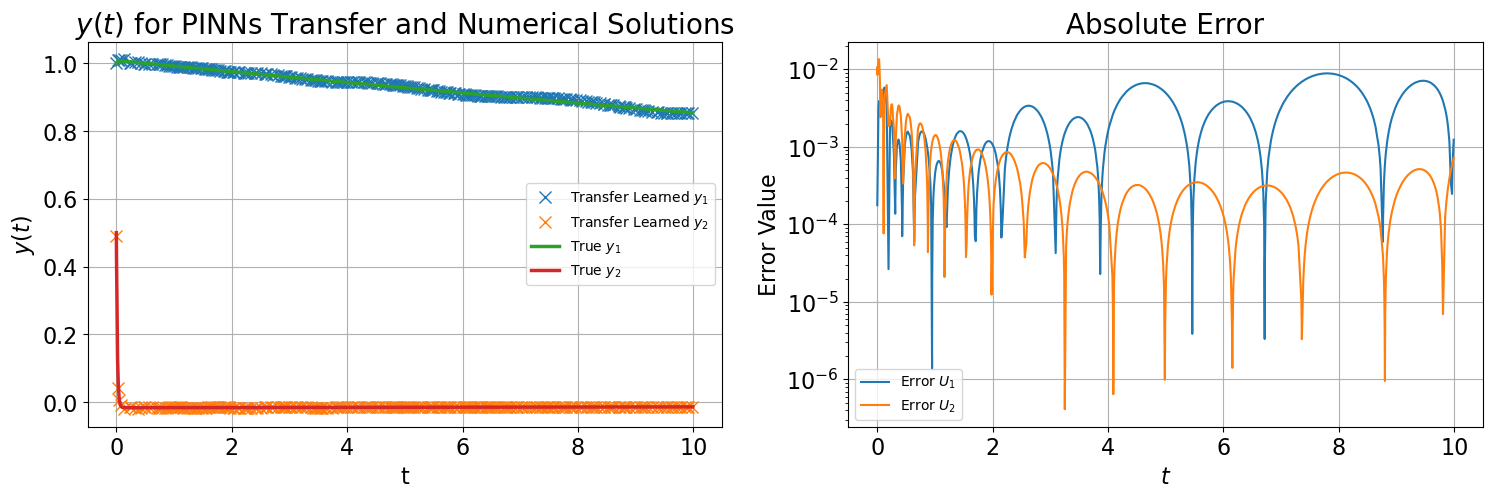 y(t) for PINNs Transfer and Numerical Solutions
1.0
0.8
0.6
0.4
0.2
0.0
y(t)
0 2 4 6 8 10
t
Transfer Learned y₁
Transfer Learned y₂
True y₁
True y₂
Absolute Error
10⁻²
10⁻³
10⁻⁴
10⁻⁵
10⁻⁶
Error Value
0 2 4 6 8 10
t
Error U₁
Error U₂